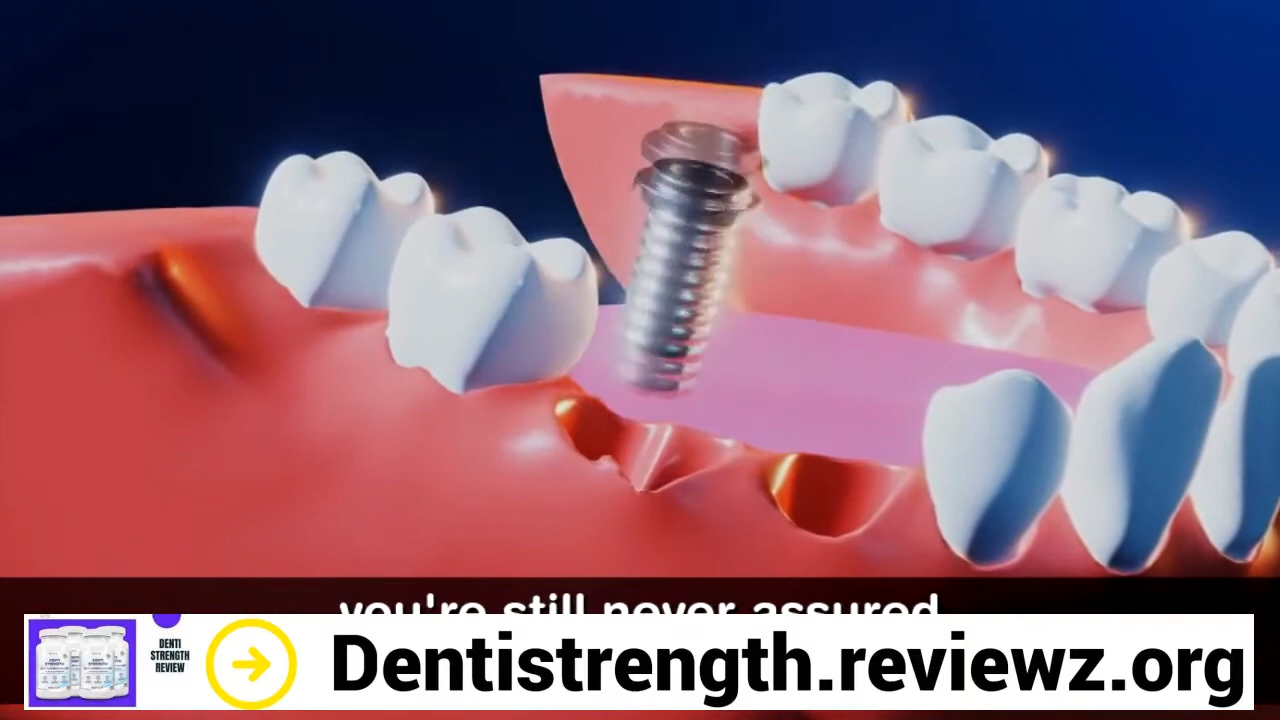 you're still never assured
DENTI
STRENGTH
REVIEW
Dentistrength.reviewz.org